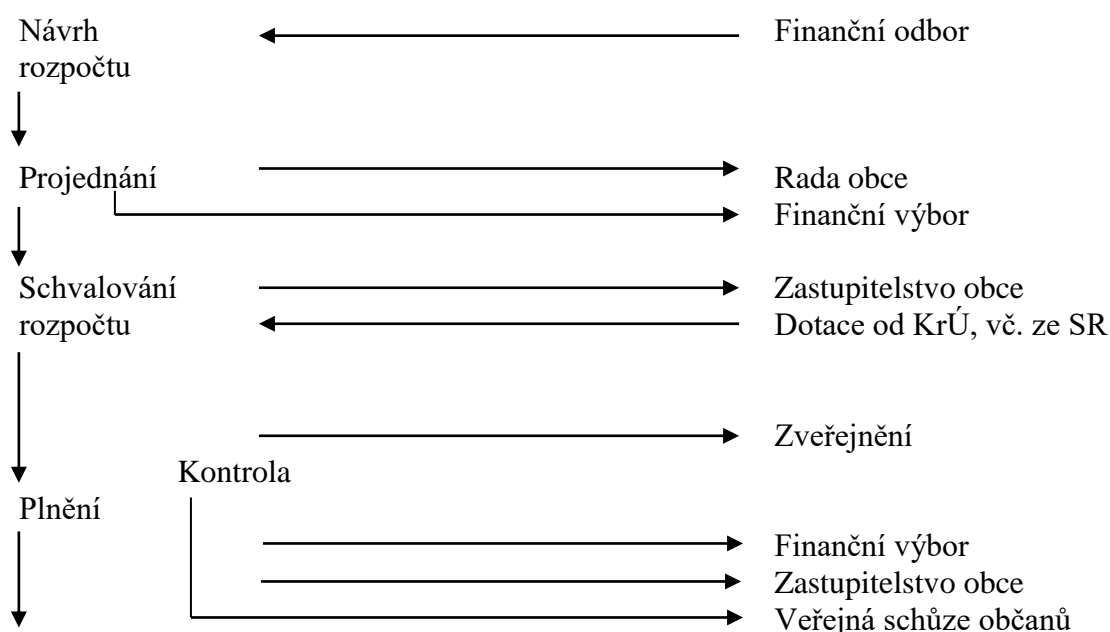 Návrh
rozpočtu
Finanční odbor
Projednání
Rada obce
Finanční výbor
Schvalování
rozpočtu
Zastupitelstvo obce
Dotace od KrÚ, vč. ze SR
Zveřejnění
Kontrola
Plnění
Finanční výbor
Zastupitelstvo obce
Veřejná schůze občanů